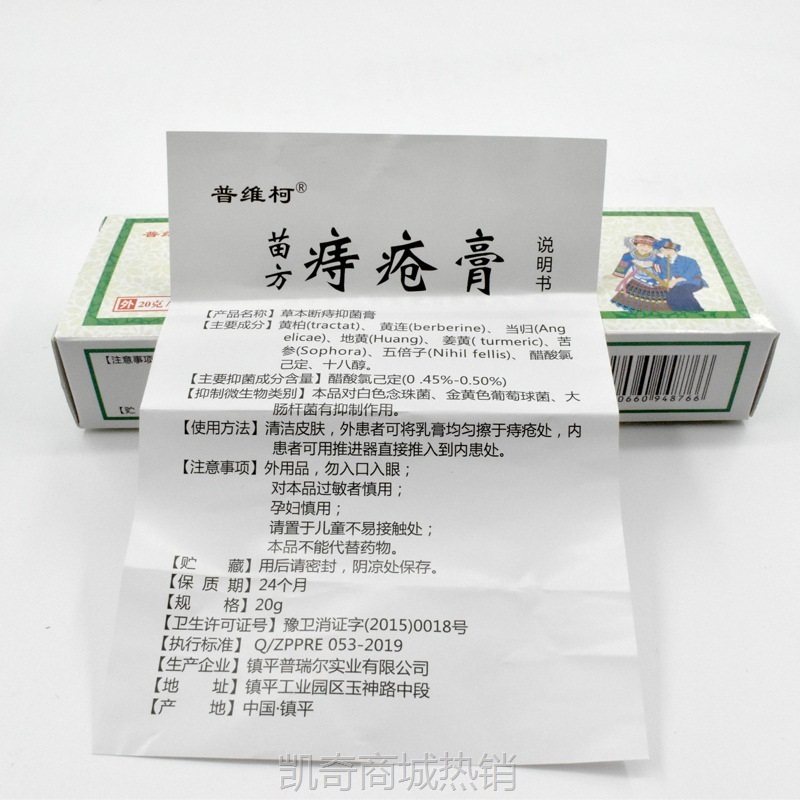 普维柯®
苗方 痔疮膏 说明书
【产品名称】草本断痔抑菌膏
【主要成分】黄柏(tractat)、黄连(berberine)、当归(Ang
elicae)、地黄(Huang)、姜黄( turmeric)、苦
参(Sophora)、五倍子(Nihil fellis)、醋酸氯
己定、十八醇。
【主要抑菌成分含量】醋酸氯己定(0 .45%-0.50%)
【抑制微生物类别】本品对白色念珠菌、金黄色葡萄球菌、大
肠杆菌有抑制作用。
【使用方法】清洁皮肤，外患者可将乳膏均匀擦于痔疮处，内
患者可用推进器直接推入到内患处。
【注意事项】外用品，勿入口入眼；
对本品过敏者慎用；
孕妇慎用；
请置于儿童不易接触处；
本品不能代替药物。
【贮 藏】用后请密封，阴凉处保存。
【保 质 期】24个月
【规 格】20g
【卫生许可证号】豫卫消证字(2015)0018号
【执行标准】Q/ZPPRE 053-2019
【生产企业】镇平普瑞尔实业有限公司
【地 址】镇平工业园区玉神路中段
【产 地】中国·镇平
普维
外 20克
【注意事项
【贮
0660 948766
凯奇商城热销